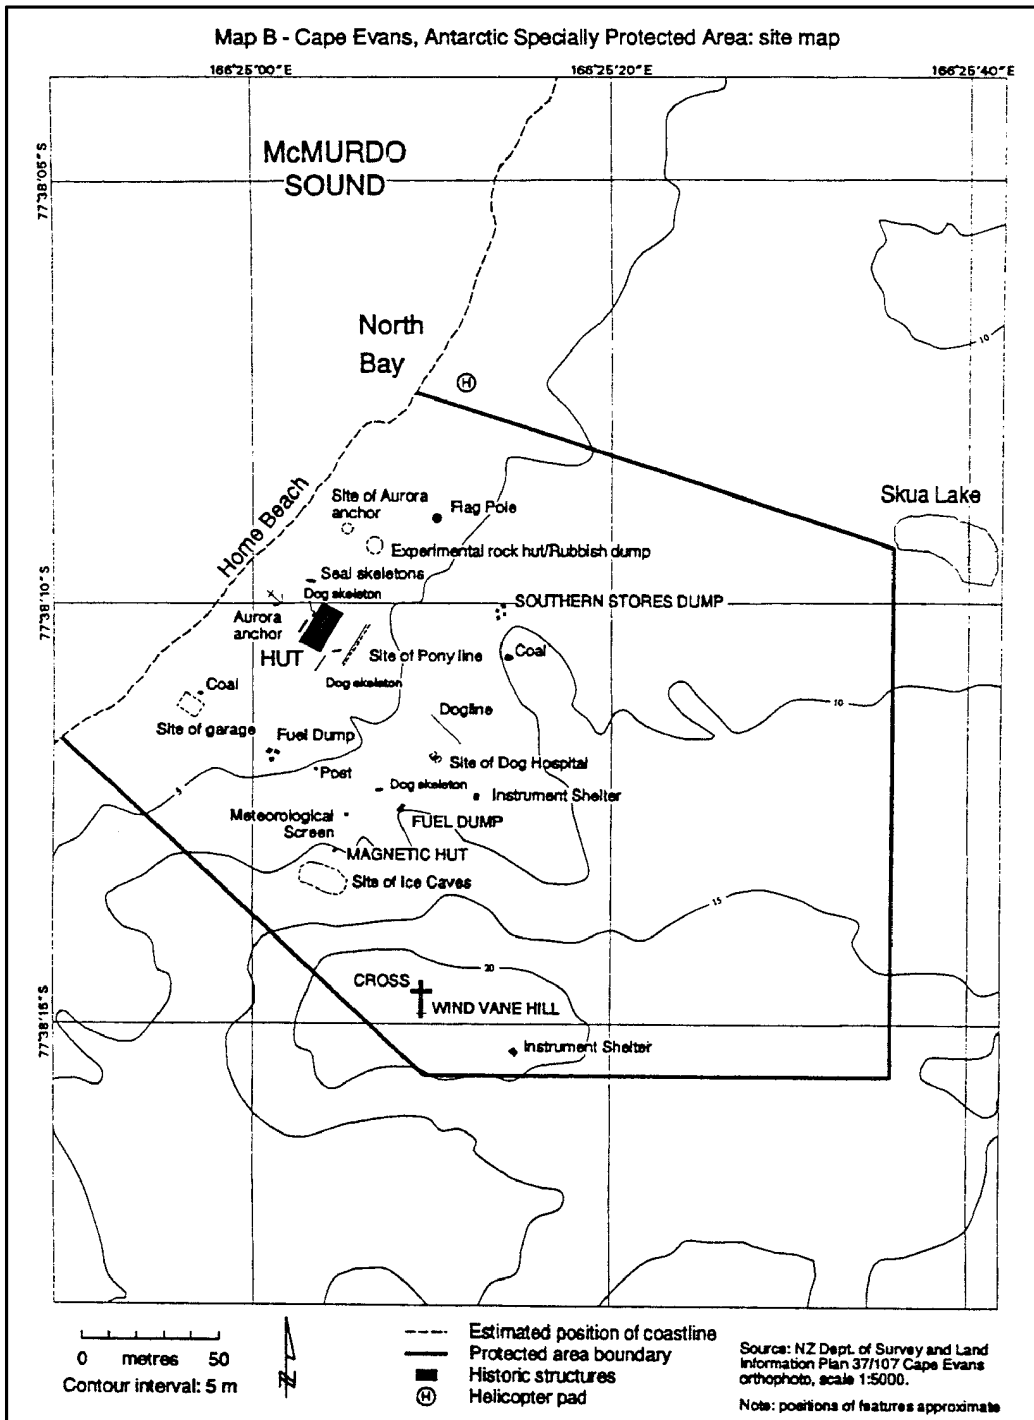 Map B - Cape Evans, Antarctic Specially Protected Area: site map
166°25'00"E
166°25'20"E
166°25'40"E
77°38'05"S
McMURDO
SOUND
North
Bay
H
10
Home Beach
Site of Aurora
anchor
Flag Pole
Skua Lake
Experimental rock hut/Rubbish dump
Seal skeletons
77°38'10"S
Dog skeleton
SOUTHERN STORES DUMP
Aurora
anchor
HUT
Site of Pony line
Coal
Dog skeleton
Coal
10
Site of garage
Dogline
Fuel Dump
Site of Dog Hospital
5
Post
Dog skeleton
Instrument Shelter
Meteorological
Screen
FUEL DUMP
MAGNETIC HUT
Site of Ice Caves
15
20
CROSS
WIND VANE HILL
77°38'15"S
Instrument Shelter
0 metres 50
Contour interval: 5 m
N
Estimated position of coastline
Protected area boundary
Historic structures
H Helicopter pad
Source: NZ Dept. of Survey and Land
Information Plan 37/107 Cape Evans
orthophoto, scale 1:5000.
Note: positions of features approximate